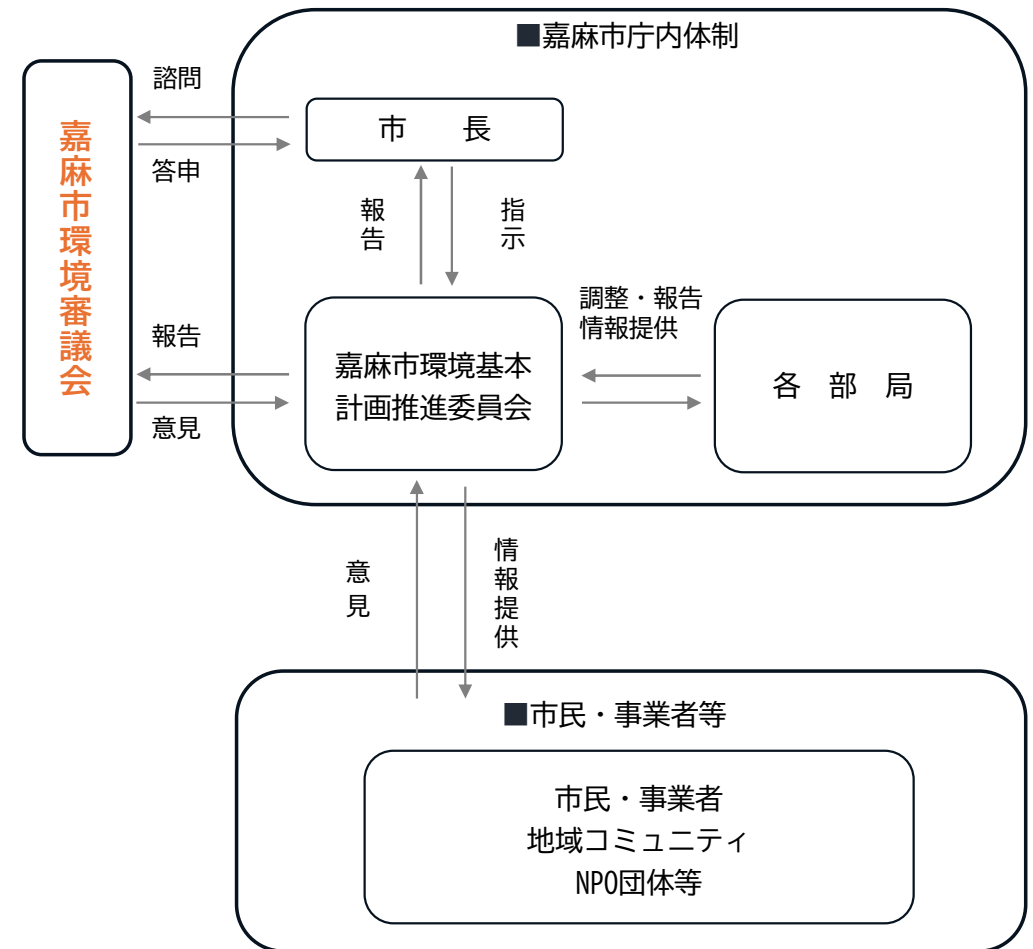 ■嘉麻市庁内体制
諮問
市　　長
答申
嘉麻市環境審議会
報告
指示
調整・報告
情報提供
報告
嘉麻市環境基本
計画推進委員会
各　部　局
意見
意見
情報提供
■市民・事業者等
市民・事業者
地域コミュニティ
NPO団体等